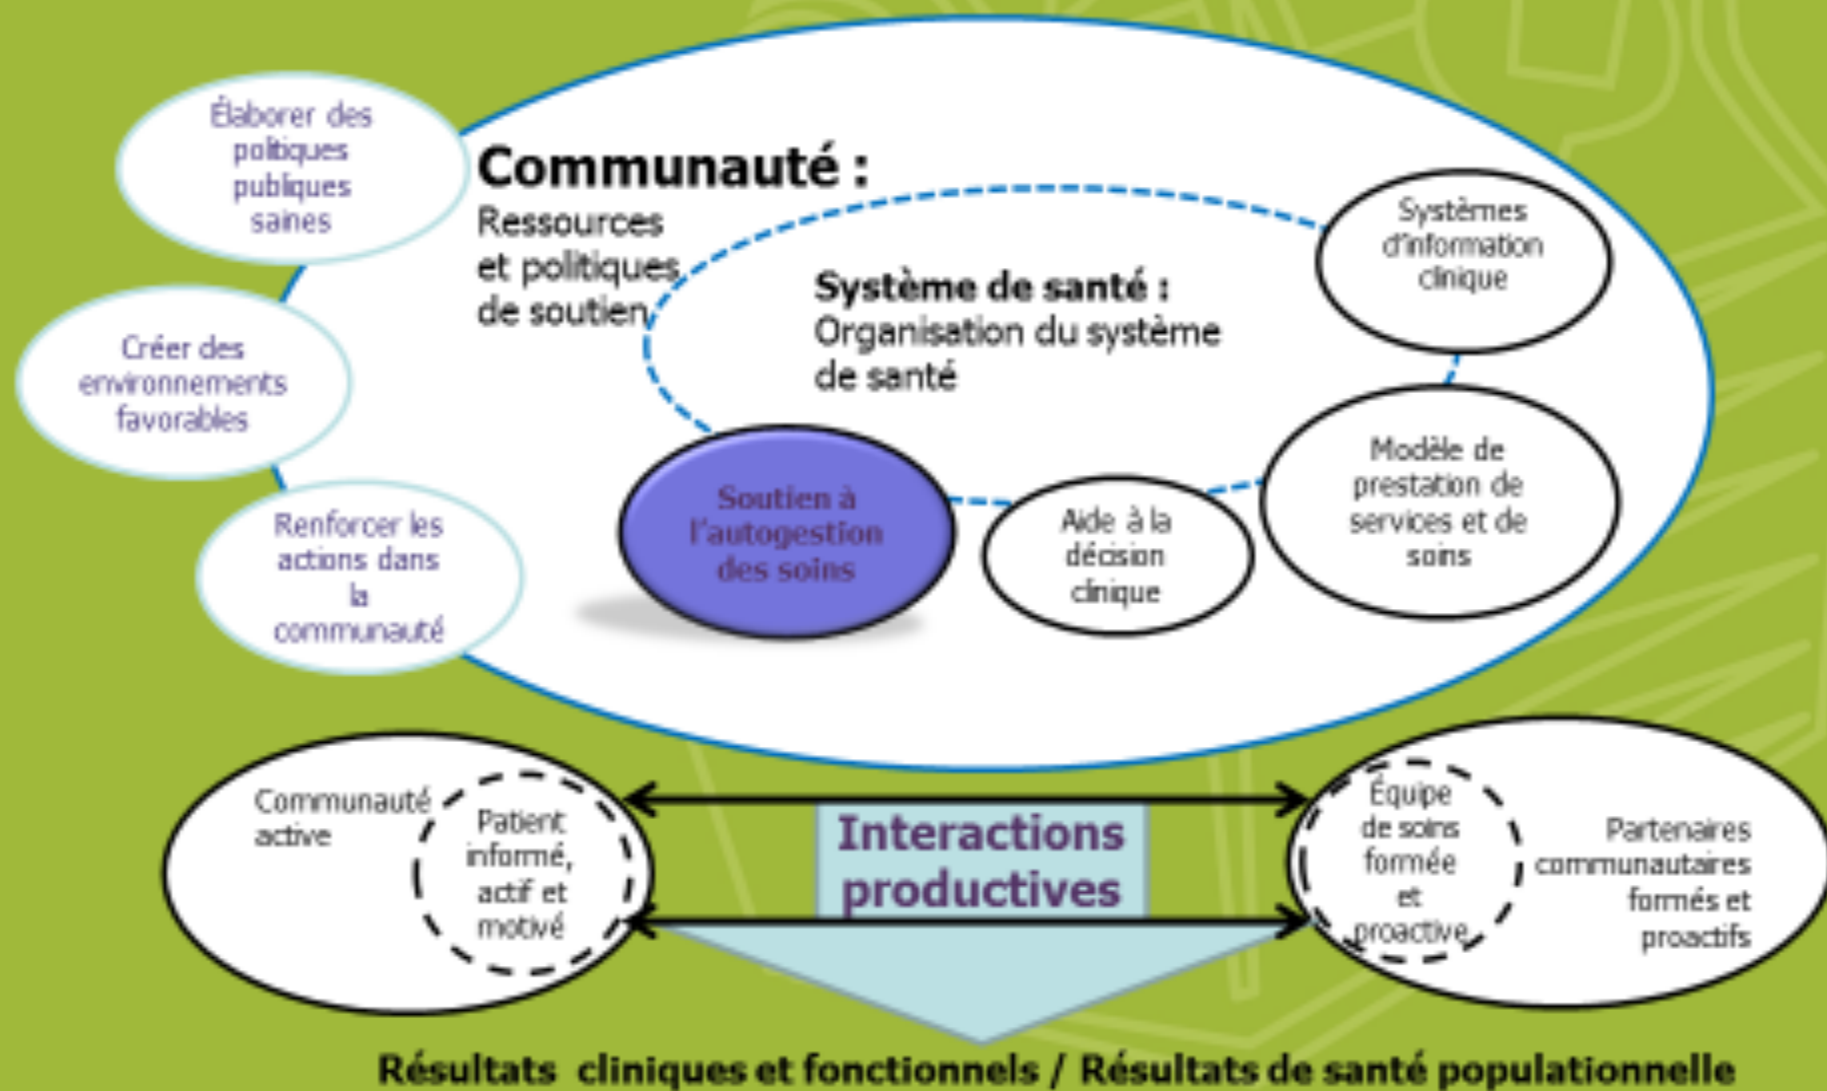 Élaborer des
politiques
publiques
saines
Créer des
environnements
favorables
Renforcer les
actions dans
la
communauté
Communauté :
Ressources
et politiques
de soutien
Système de santé :
Organisation du système
de santé
Systèmes
d'information
clinique
Modèle de
prestation de
services et de
soins
Aide à la
décision
clinique
Soutien à
l'autogestion
des soins
Communauté
active
Patient
informé,
actif et
motivé
Interactions
productives
Équipe
de soins
formée
et
proactive
Partenaires
communautaires
formés et
proactifs
Résultats cliniques et fonctionnels / Résultats de santé populationnelle